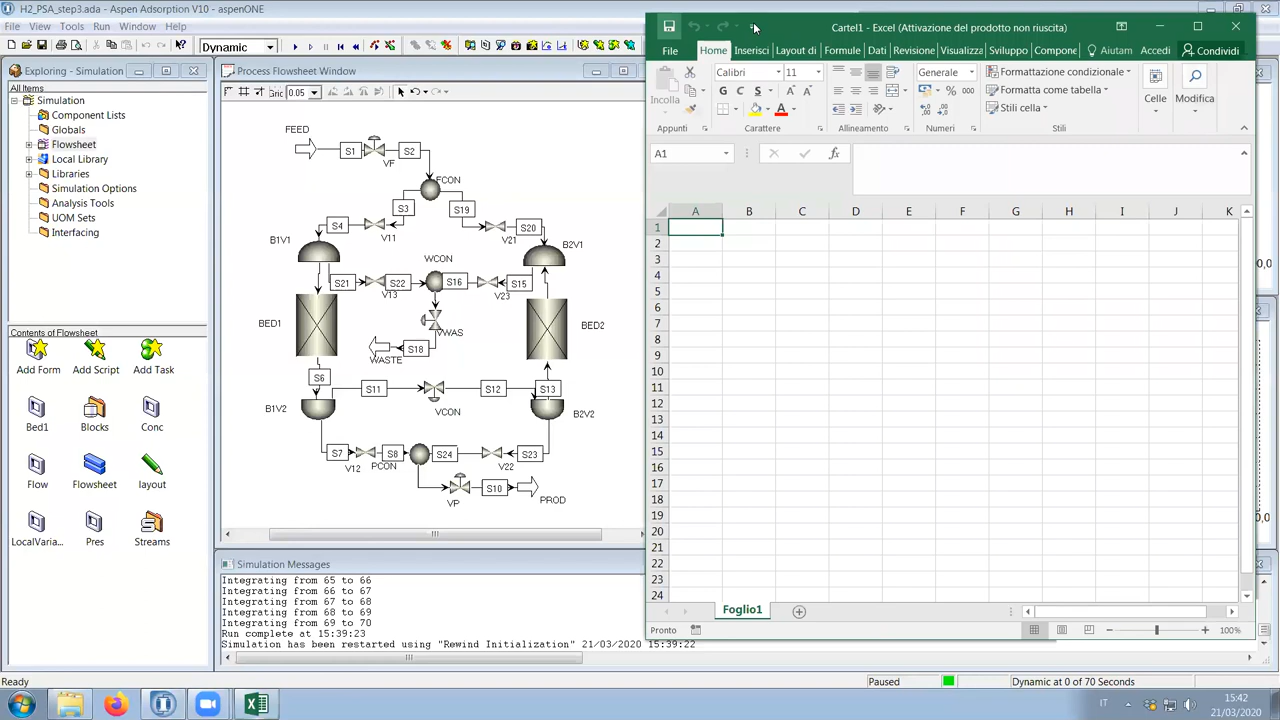 H2_PSA_step3.ada - Aspen Adsorption V10 - aspenONE
File Edit View Tools Run Window Help
Dynamic
Exploring - Simulation
All Items
Simulation
Component Lists
Globals
Flowsheet
Local Library
Libraries
Simulation Options
Analysis Tools
UOM Sets
Interfacing
Contents of Flowsheet
Add Form Add Script Add Task
Bed1 Blocks Conc
Flow Flowsheet layout
LocalVaria... Pres Streams
Process Flowsheet Window
Grid 0.05
FEED
S1 VF S2
FCON
S3 S19
S4 V11 V21 S20
B1V1 B2V1
WCON
S21 V13 S22 S16 V23 S15
BED1 BED2
VWAS
WASTE S18
S6 S11 VCON S12 S13
B1V2 B2V2
S7 V12 S8 PCON S24 V22 S23
VP S10 PROD
Simulation Messages
Integrating from 65 to 66
Integrating from 66 to 67
Integrating from 67 to 68
Integrating from 68 to 69
Integrating from 69 to 70
Run complete at 15:39:23
Simulation has been restarted using "Rewind Initialization" 21/03/2020 15:39:22
Ready
Paused
Dynamic at 0 of 70 Seconds
Cartel1 - Excel (Attivazione del prodotto non riuscita)
File Home Inserisci Layout di Formule Dati Revisione Visualizza Sviluppo Compone Aiutam Accedi Condividi
Incolla
Calibri 11
G C S
A A
Generale
% 000
Formattazione condizionale
Formatta come tabella
Stili cella
Celle
Modifica
Appunti Carattere Allineamento Numeri Stili
A1
fx
A B C D E F G H I J K
1
2
3
4
5
6
7
8
9
10
11
12
13
14
15
16
17
18
19
20
21
22
23
24
Foglio1
Pronto
100%
IT
15:42
21/03/2020